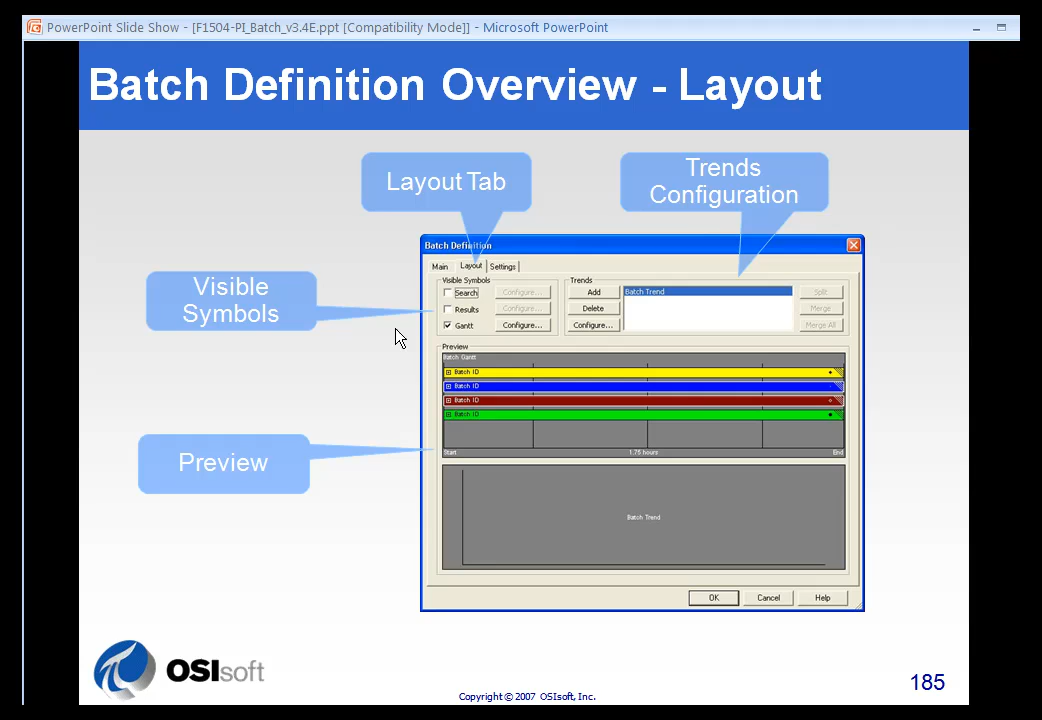 PowerPoint Slide Show - [F1504-PI_Batch_v3.4E.ppt [Compatibility Mode]] - Microsoft PowerPoint
Batch Definition Overview - Layout
Layout Tab
Trends
Configuration
Visible
Symbols
Preview
Batch Definition
Main Layout Settings
Visible Symbols
Search Configure...
Results Configure...
Gantt Configure...
Trends
Add Batch Trend Split
Delete Merge
Configure... Merge All
Preview
Batch Gantt
Batch ID
Batch ID
Batch ID
Batch ID
Start 1.75 hours End
Batch Trend
OK Cancel Help
OSIsoft
Copyright © 2007 OSIsoft, Inc.
185